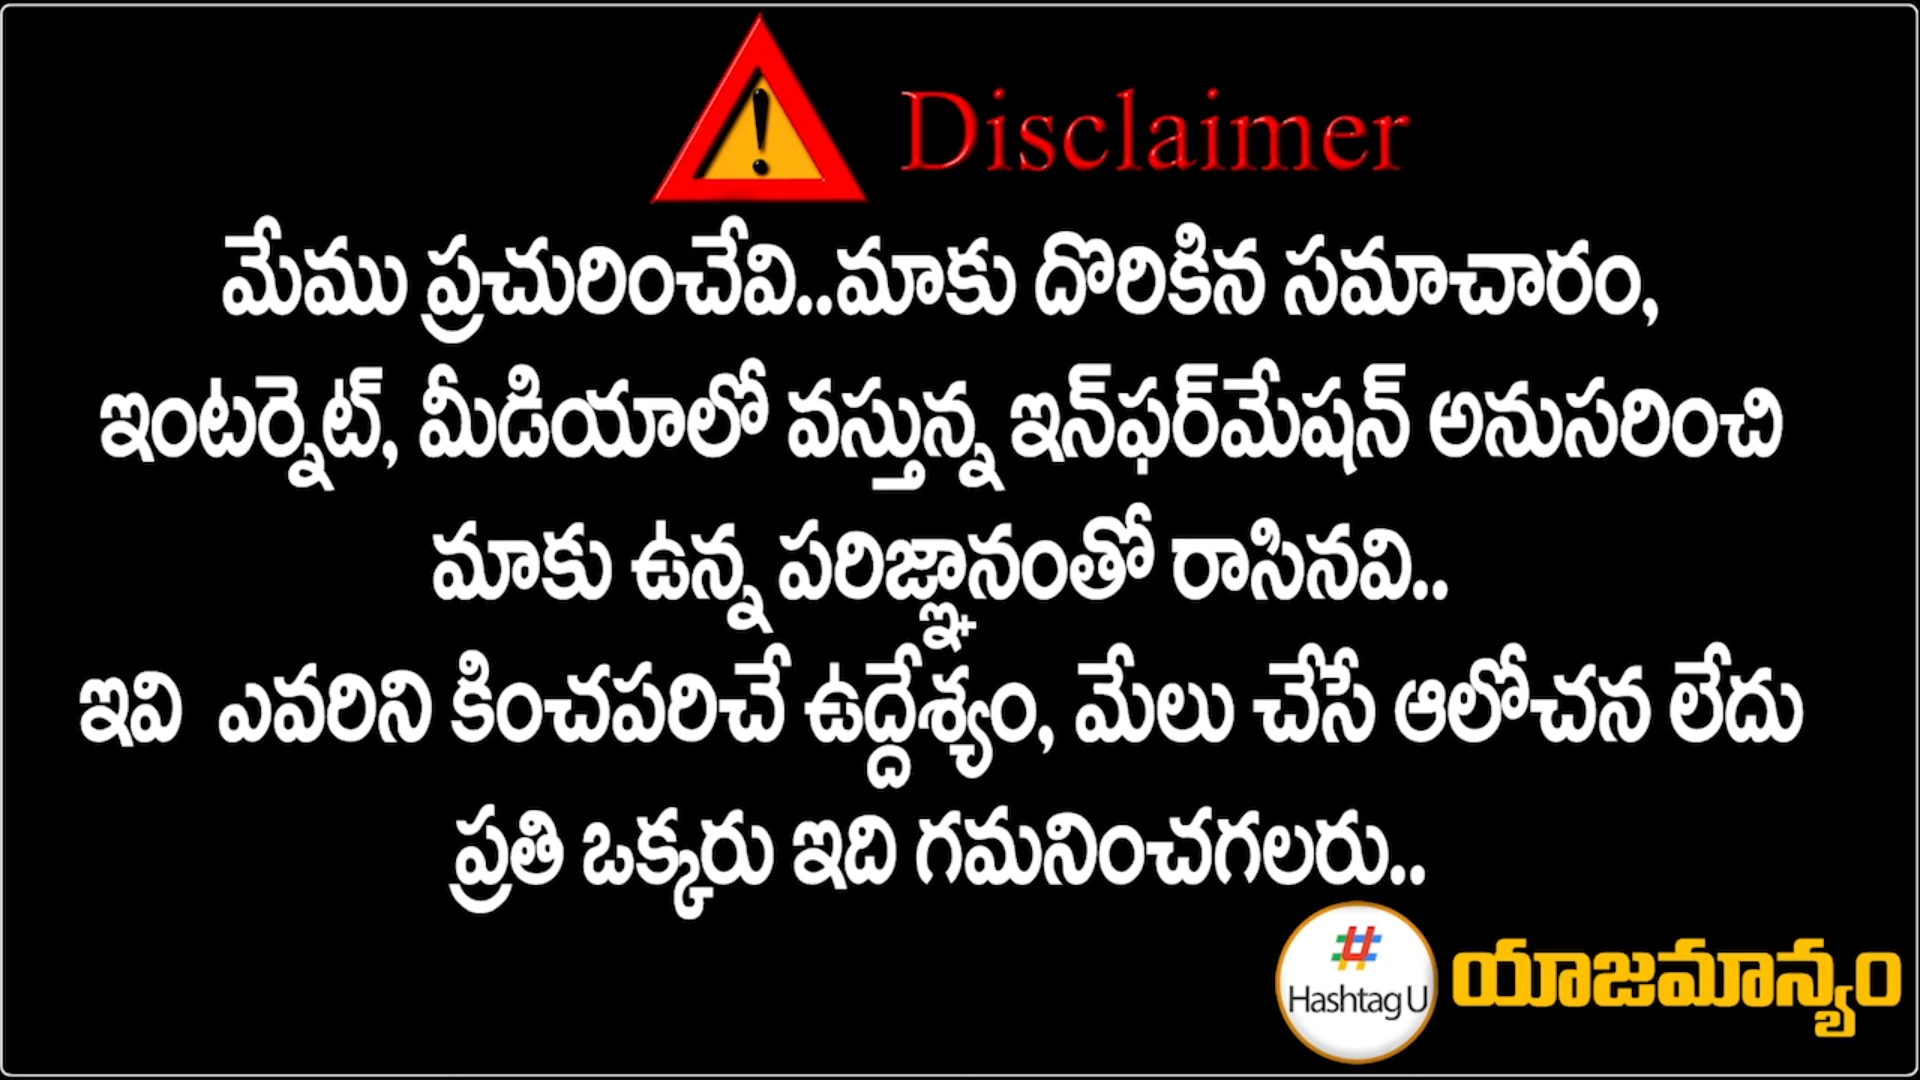 Disclaimer
మేము ప్రచురించేవి..మాకు దొరికిన సమాచారం,
ఇంటర్నెట్, మీడియాలో వస్తున్న ఇన్‌ఫర్‌మేషన్ అనుసరించి
మాకు ఉన్న పరిజ్ఞానంతో రాసినవి..
ఇవి ఎవరిని కించపరిచే ఉద్దేశ్యం, మేలు చేసే ఆలోచన లేదు
ప్రతి ఒక్కరు ఇది గమనించగలరు..
# Hashtag U యాజమాన్యం